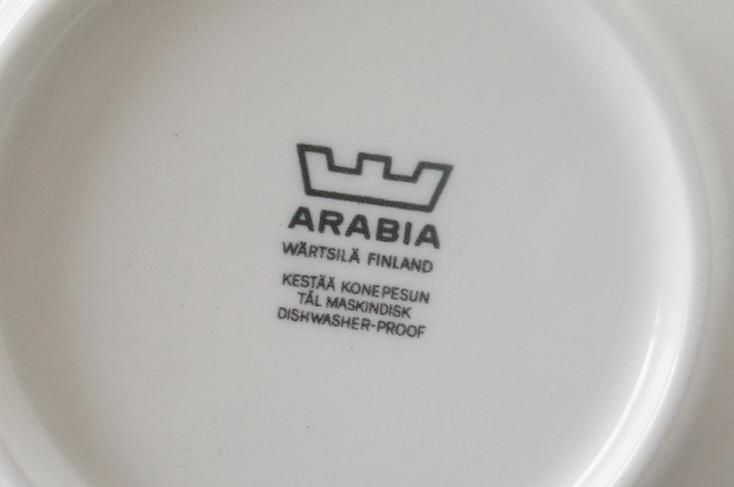 ARABIA
WÄRTSILÄ FINLAND
KESTÄÄ KONEPESUN
TÅL MASKINDISK
DISHWASHER-PROOF